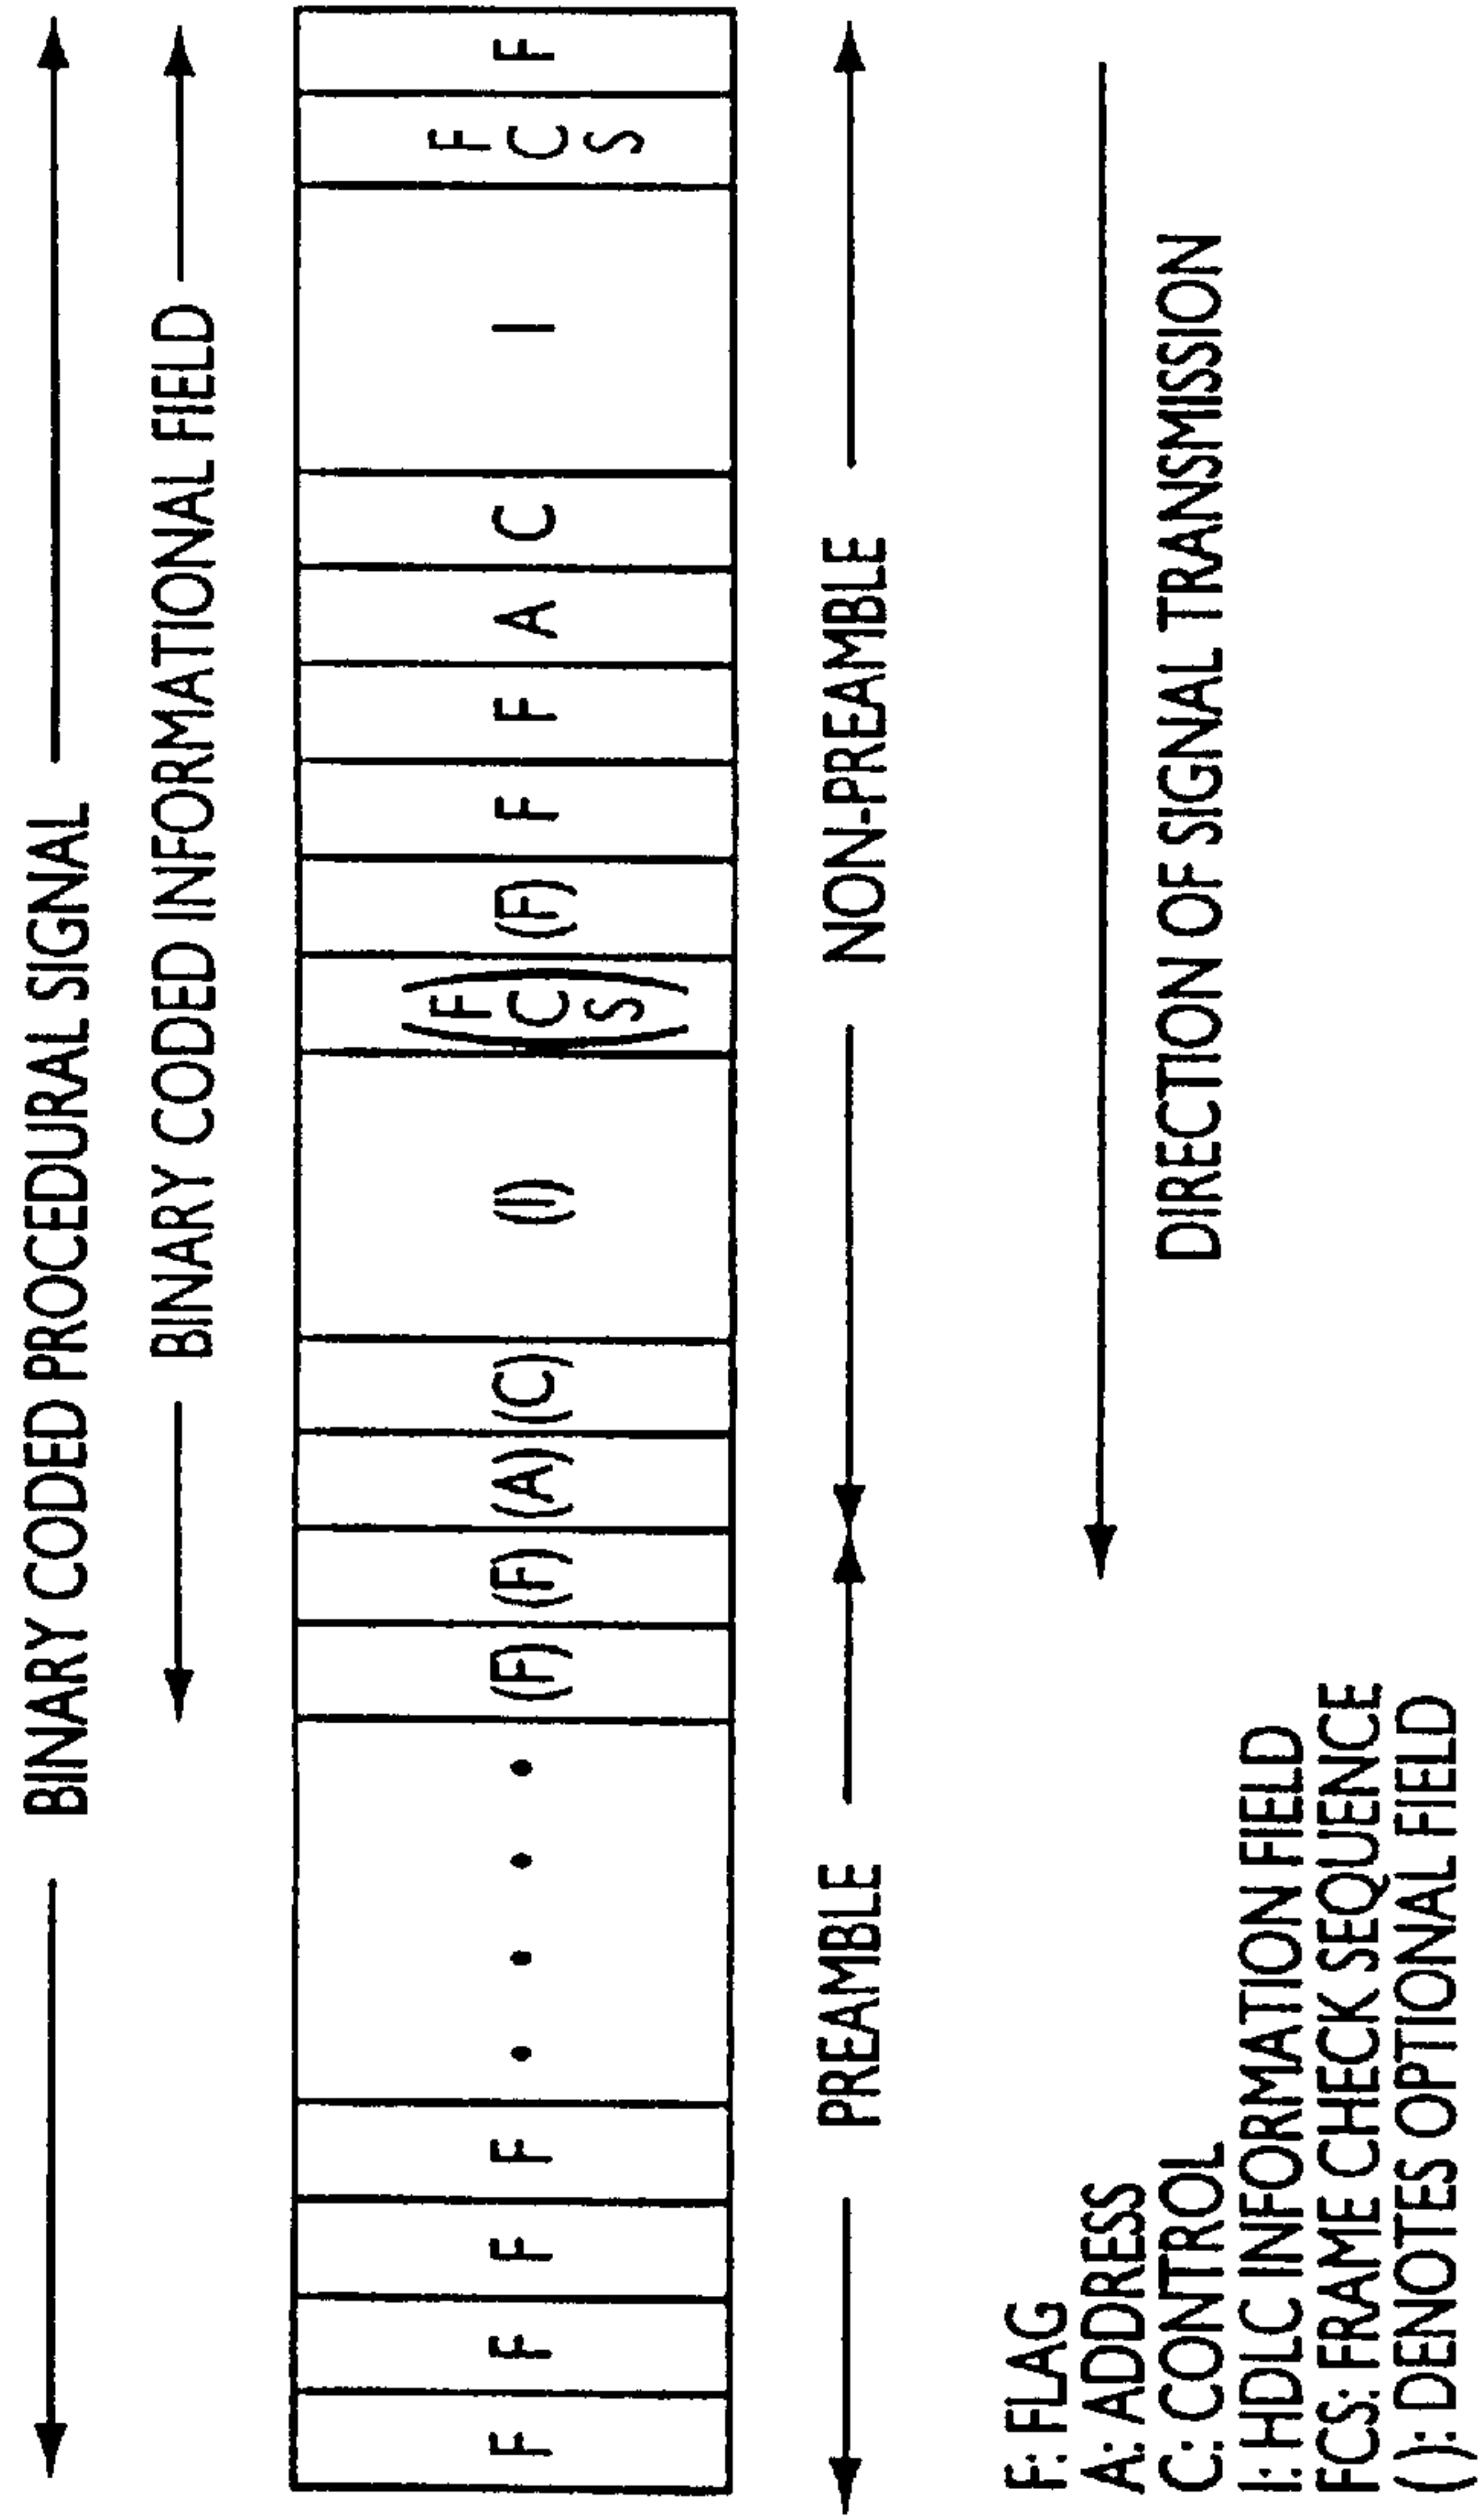 BINARY CODED PROCEDURAL SIGNAL
BINARY CODED INFORMATIONAL FIELD
F F F F • • • • (F) (F) (A) (C) (I) (FCS) (F) F F A C I FCS F
PREAMBLE NON-PREAMBLE
DIRECTION OF SIGNAL TRANSMISSION
F: FLAG
A: ADDRESS
C: CONTROL
I: HDLC INFORMATION FIELD
FCS: FRAME CHECK SEQUENCE
( ): DENOTES OPTIONAL FIELD